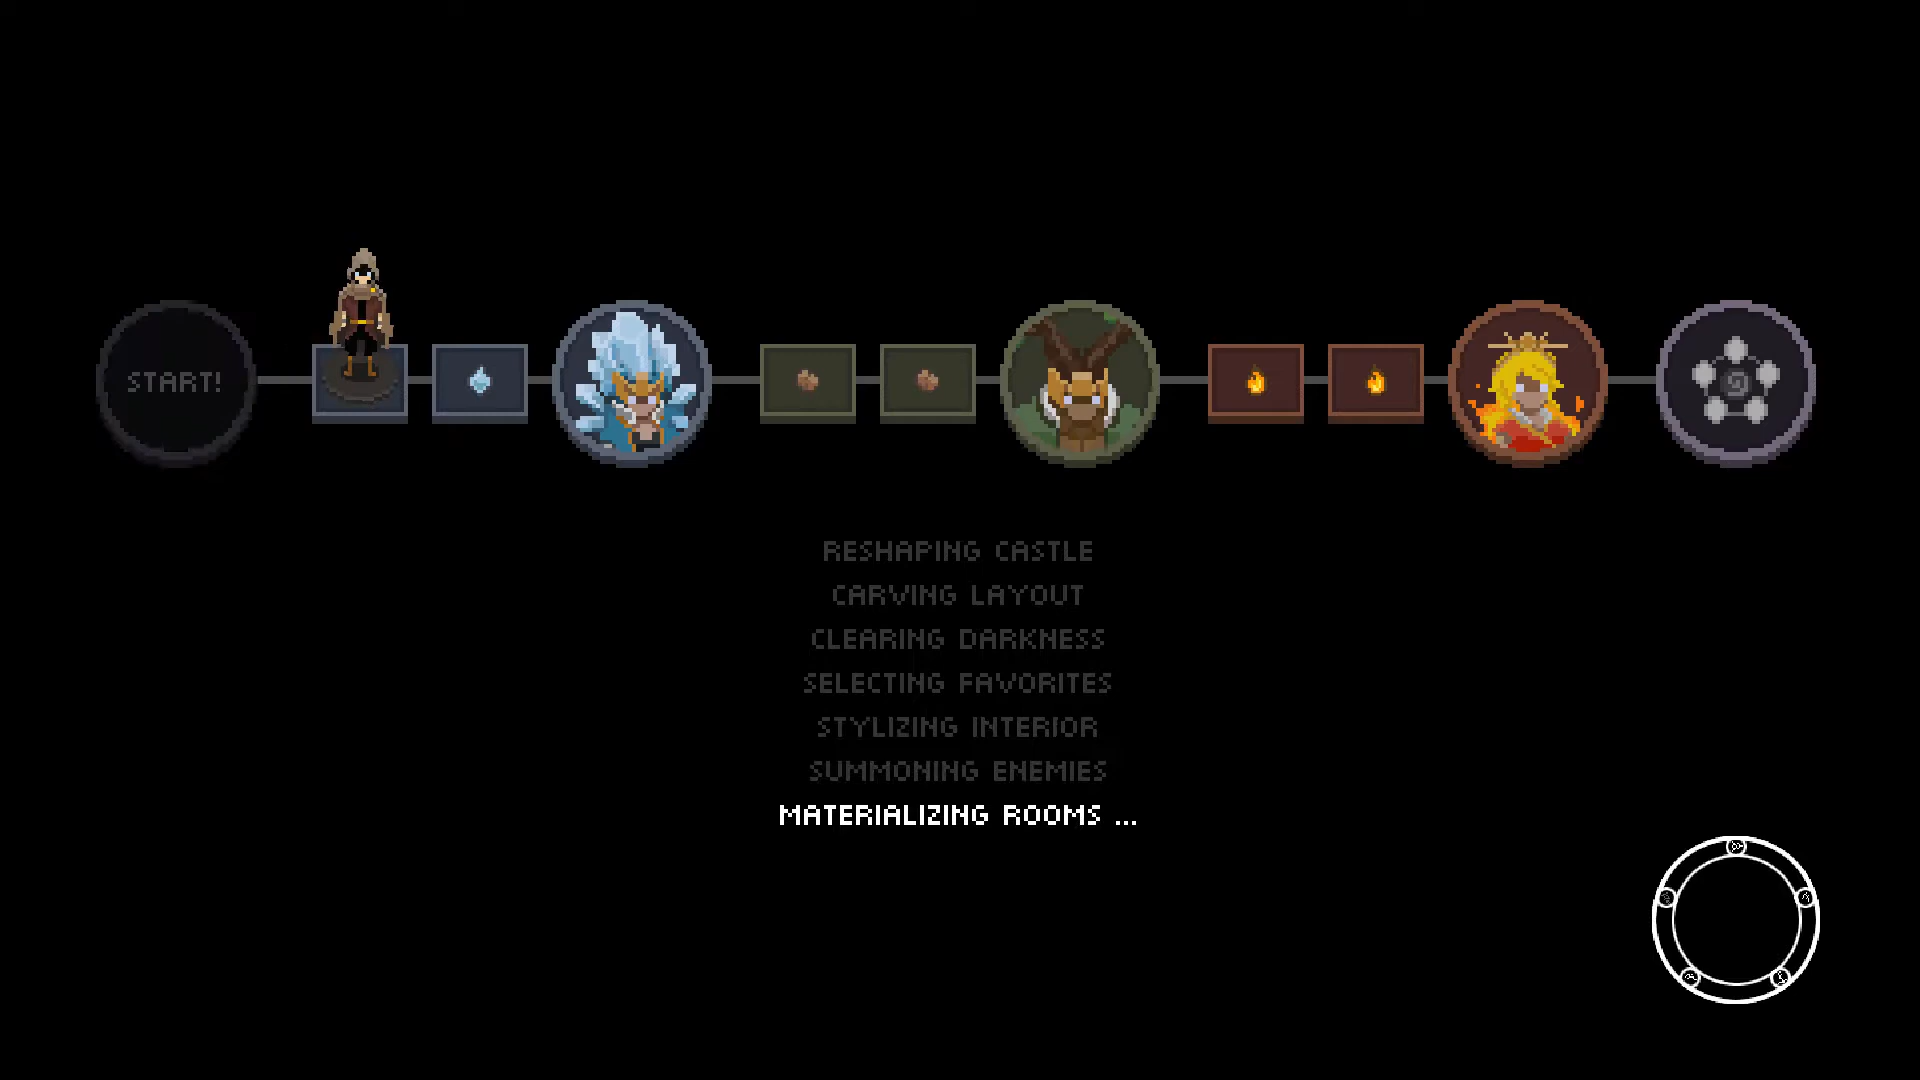 START!
RESHAPING CASTLE
CARVING LAYOUT
CLEARING DARKNESS
SELECTING FAVORITES
STYLIZING INTERIOR
SUMMONING ENEMIES
MATERIALIZING ROOMS ...